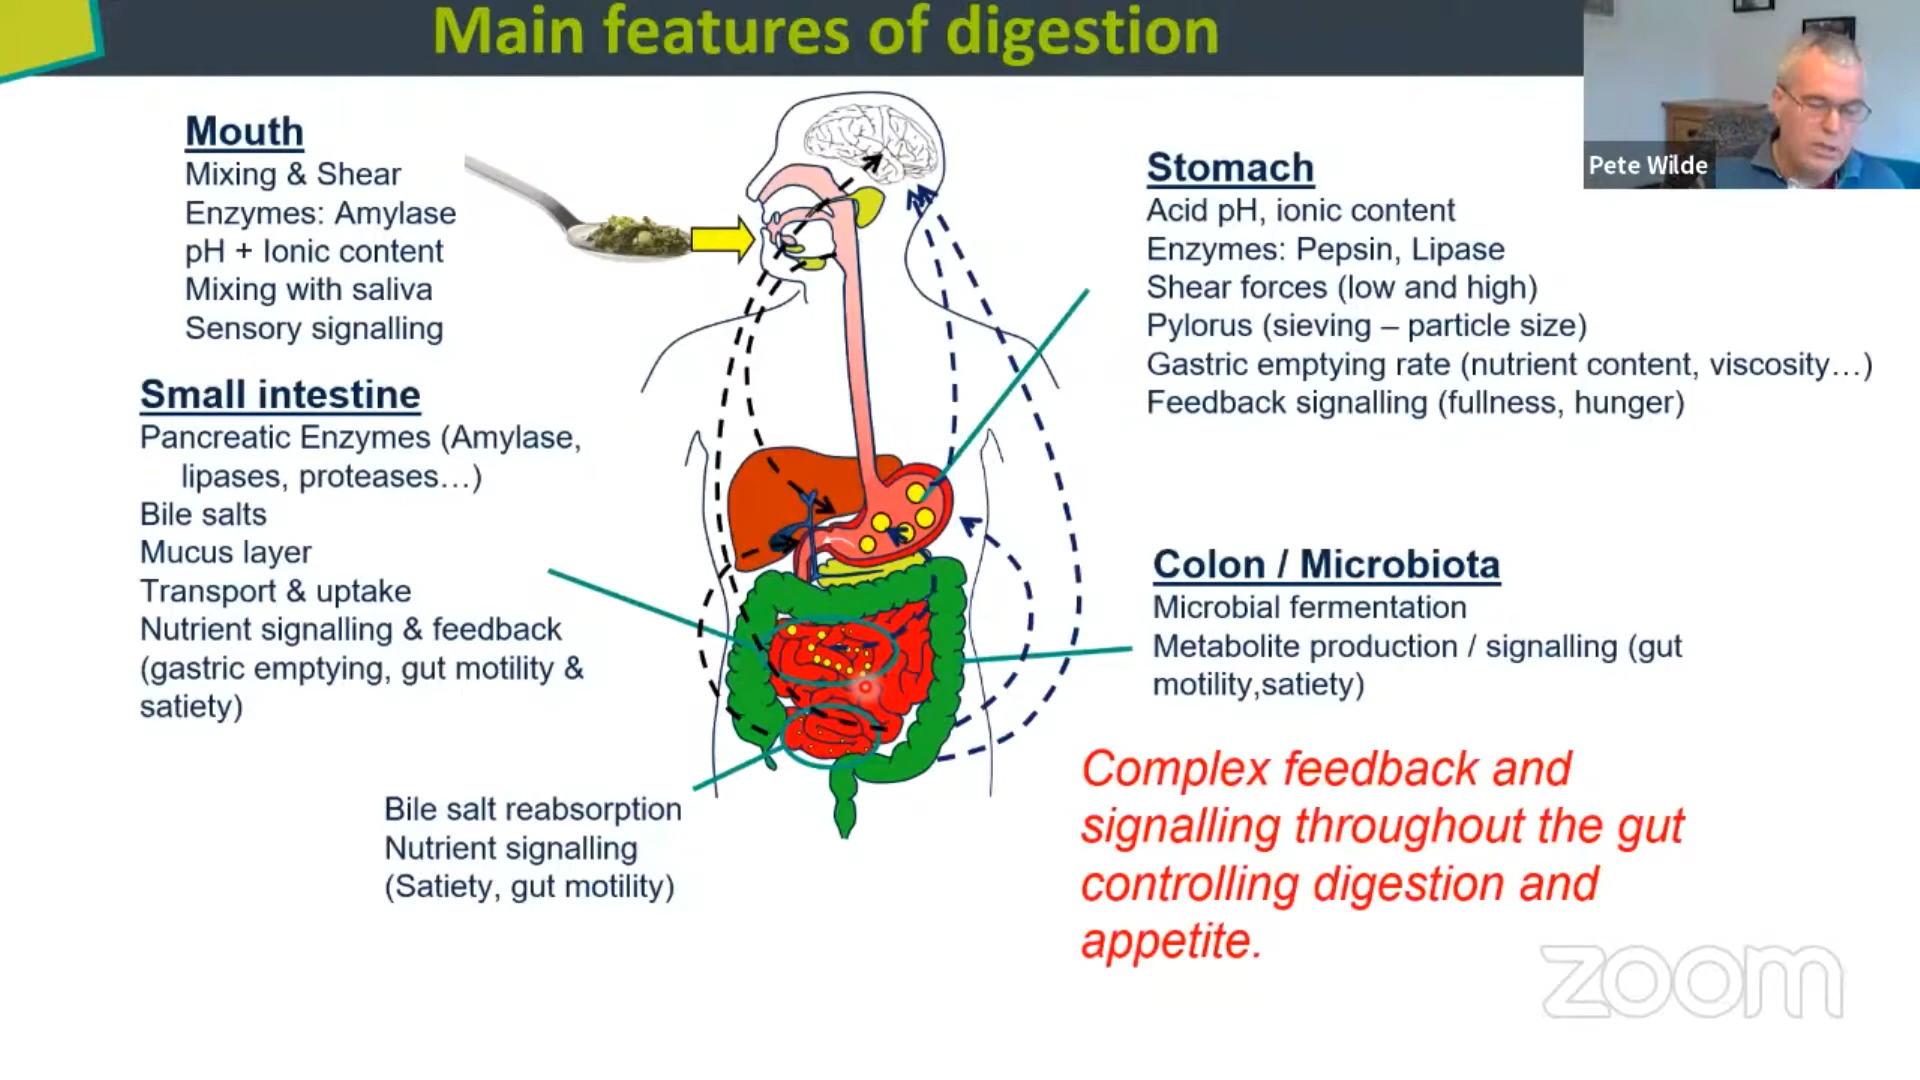 Main features of digestion
Pete Wilde
Mouth
Mixing & Shear
Enzymes: Amylase
pH + Ionic content
Mixing with saliva
Sensory signalling
Small intestine
Pancreatic Enzymes (Amylase,
lipases, proteases…)
Bile salts
Mucus layer
Transport & uptake
Nutrient signalling & feedback
(gastric emptying, gut motility &
satiety)
Bile salt reabsorption
Nutrient signalling
(Satiety, gut motility)
Stomach
Acid pH, ionic content
Enzymes: Pepsin, Lipase
Shear forces (low and high)
Pylorus (sieving – particle size)
Gastric emptying rate (nutrient content, viscosity…)
Feedback signalling (fullness, hunger)
Colon / Microbiota
Microbial fermentation
Metabolite production / signalling (gut
motility,satiety)
Complex feedback and
signalling throughout the gut
controlling digestion and
appetite.
zoom